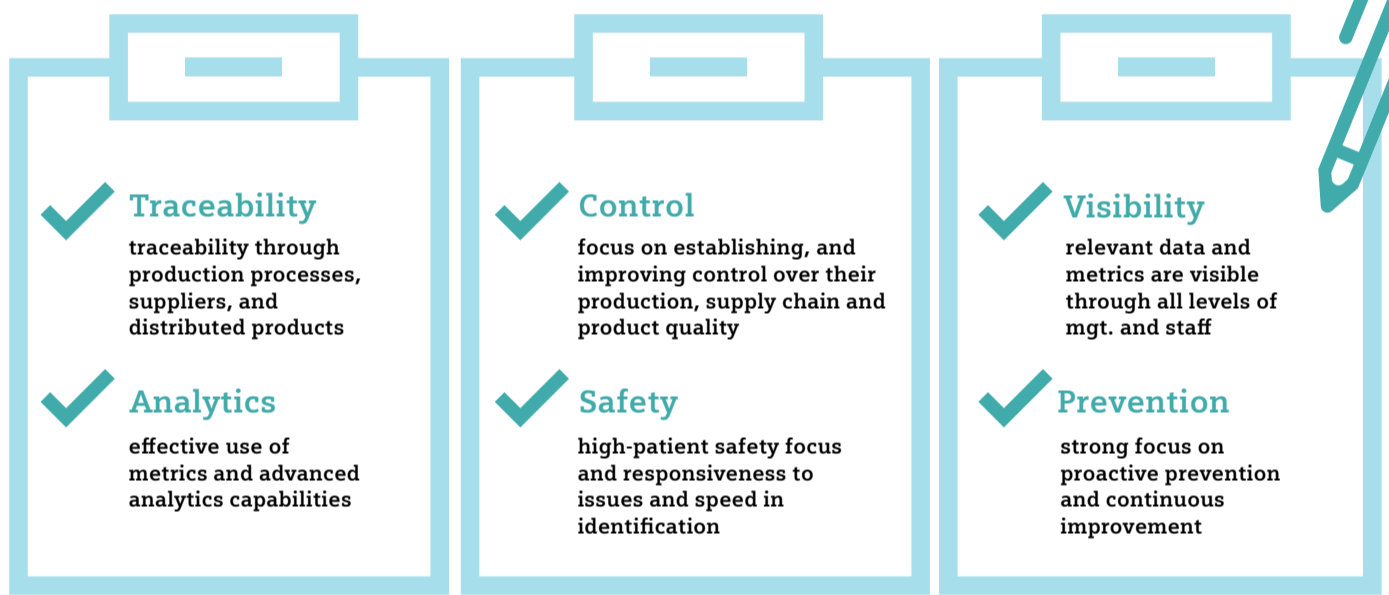 Traceability
traceability through
production processes,
suppliers, and
distributed products
Analytics
effective use of
metrics and advanced
analytics capabilities
Control
focus on establishing, and
improving control over their
production, supply chain and
product quality
Safety
high-patient safety focus
and responsiveness to
issues and speed in
identification
Visibility
relevant data and
metrics are visible
through all levels of
mgt. and staff
Prevention
strong focus on
proactive prevention
and continuous
improvement